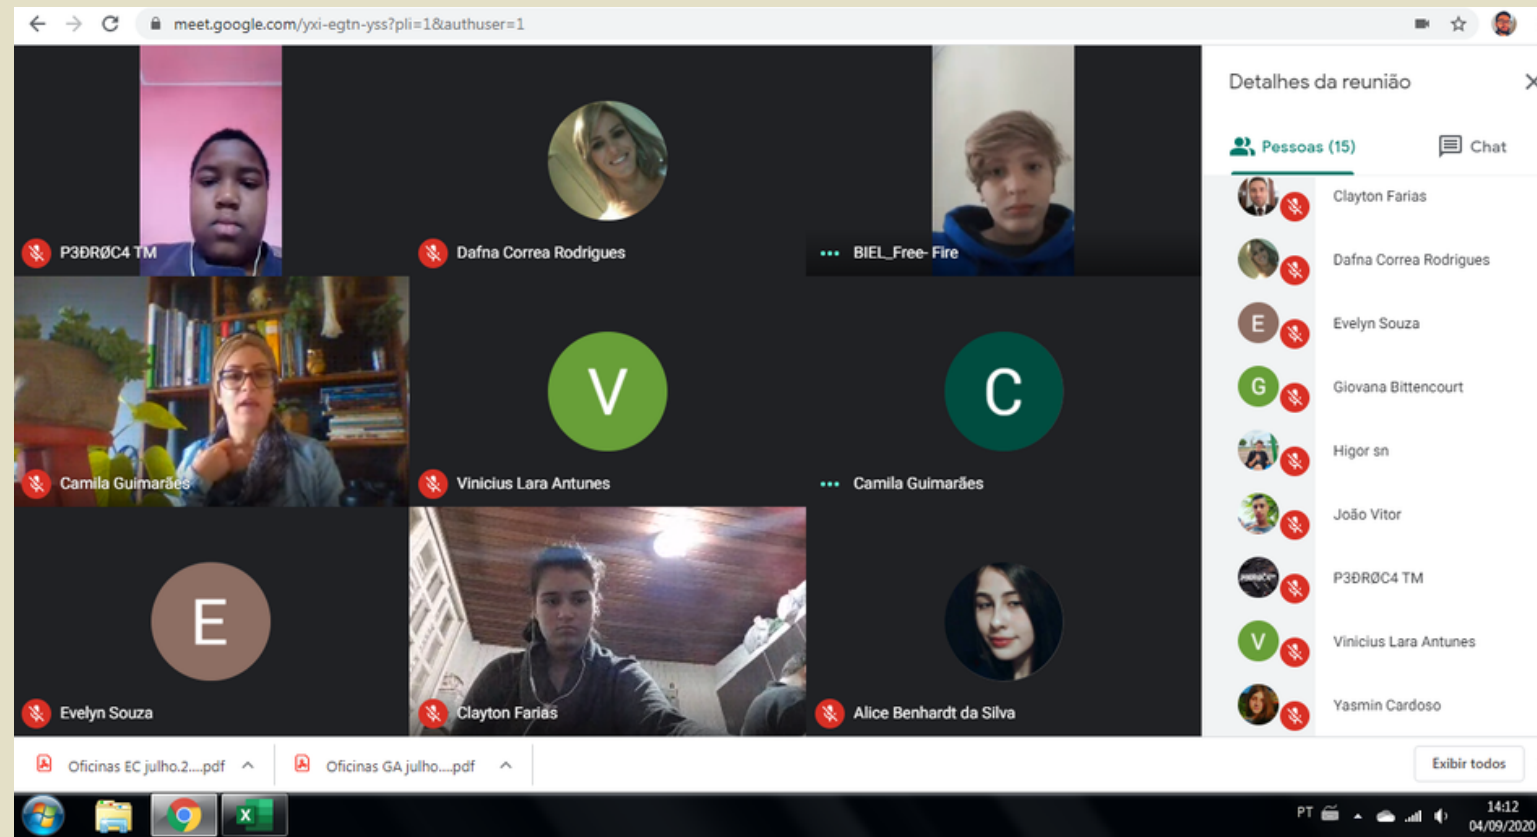 meet.google.com/yxi-egtn-yss?pli=1&authuser=1
P3ĐRØC4 TM
Dafna Correa Rodrigues
BIEL_Free- Fire
Camila Guimarães
V
Vinicius Lara Antunes
C
Camila Guimarães
E
Evelyn Souza
Clayton Farias
Alice Benhardt da Silva
Detalhes da reunião
Pessoas (15)
Chat
Clayton Farias
Dafna Correa Rodrigues
E
Evelyn Souza
G
Giovana Bittencourt
Higor sn
João Vitor
P3ĐRØC4 TM
V
Vinicius Lara Antunes
Yasmin Cardoso
Oficinas EC julho.2....pdf
Oficinas GA julho....pdf
Exibir todos
X
PT
14:12
04/09/2020